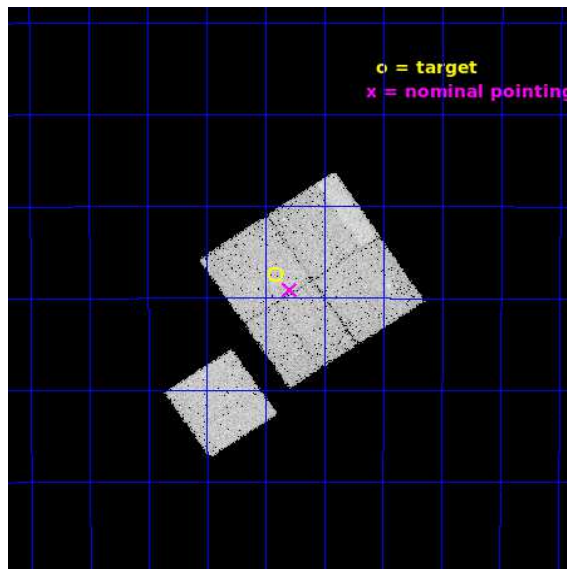 o = target
x = nominal pointing